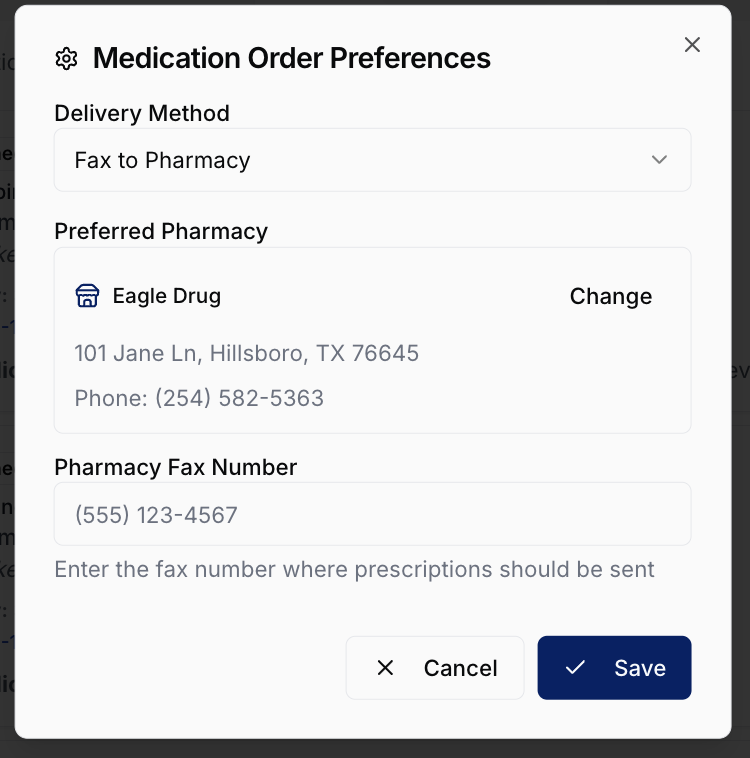 Medication Order Preferences
Delivery Method
Fax to Pharmacy
Preferred Pharmacy
Eagle Drug
Change
101 Jane Ln, Hillsboro, TX 76645
Phone: (254) 582-5363
Pharmacy Fax Number
(555) 123-4567
Enter the fax number where prescriptions should be sent
Cancel
Save